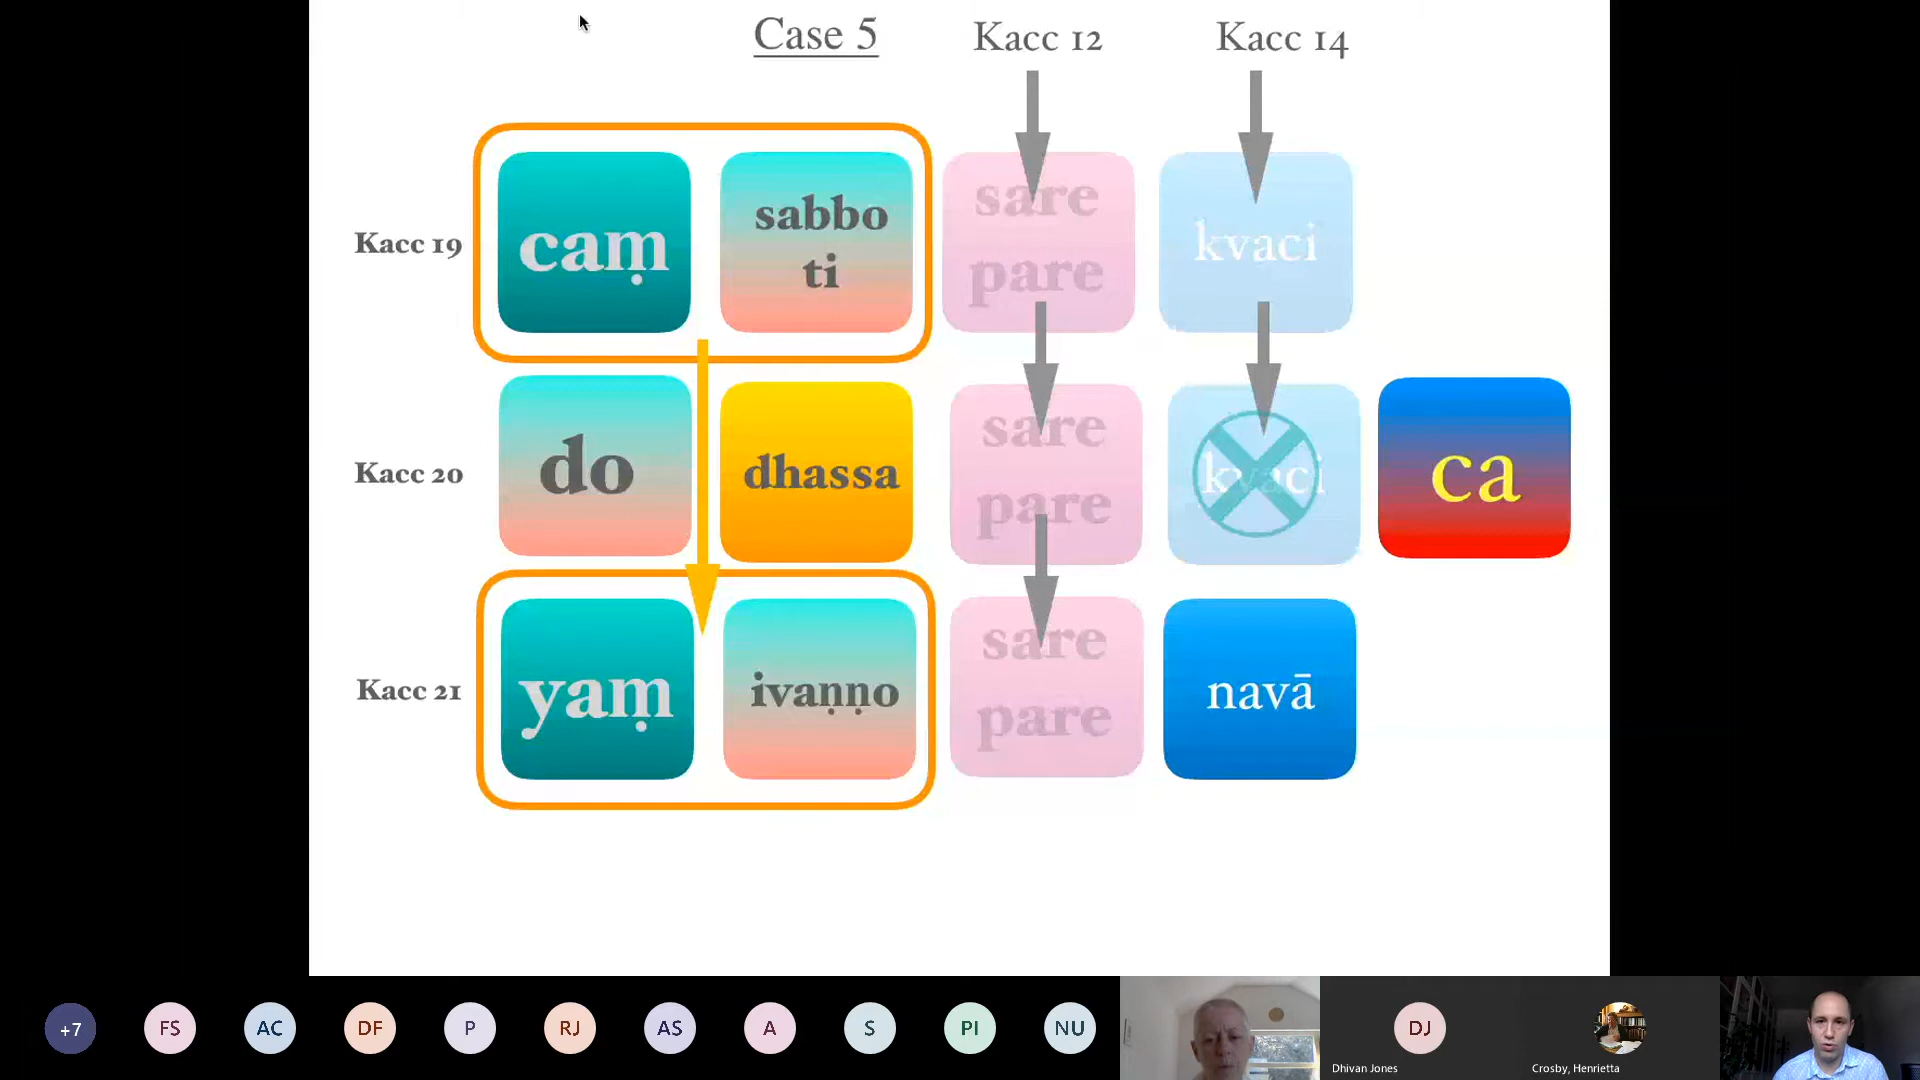 Case 5
Kacc 12
Kacc 14
Kacc 19
caṃ
sabbo
ti
sare
pare
kvaci
Kacc 20
do
dhassa
sare
pare
kvaci
ca
Kacc 21
yaṃ
ivaṇṇo
sare
pare
navā
+7
FS
AC
DF
P
RJ
AS
A
S
PI
NU
DJ
Dhivan Jones
Crosby, Henrietta